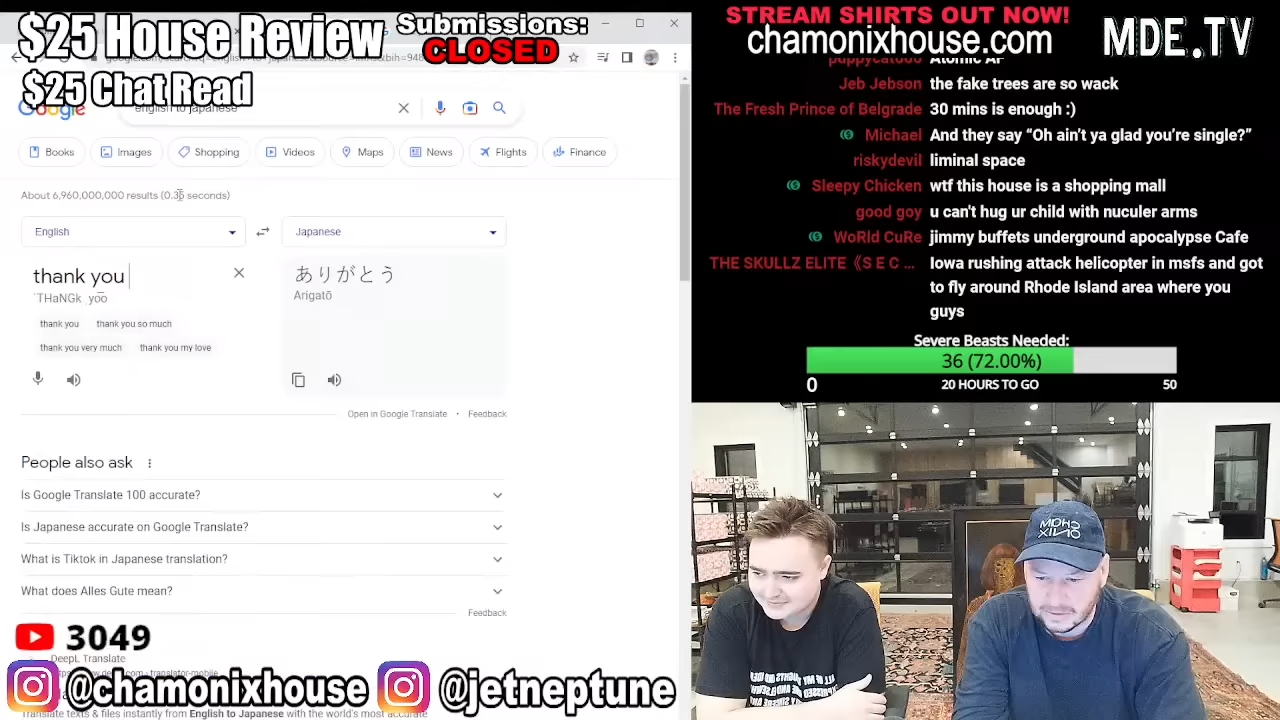 $25 House Review
$25 Chat Read
Submissions:
CLOSED
Google
english to japanese
Books
Images
Shopping
Videos
Maps
News
Flights
Finance
About 6,960,000,000 results (0.35 seconds)
English
Japanese
thank you
ˈTHaNGk ˌyo͞o
thank you
thank you so much
thank you very much
thank you my love
ありがとう
Arigatō
Open in Google Translate • Feedback
People also ask
Is Google Translate 100 accurate?
Is Japanese accurate on Google Translate?
What is Tiktok in Japanese translation?
What does Alles Gute mean?
Feedback
3049
DeepL Translate
@chamonixhouse
@jetneptune
Translate texts & files instantly from English to Japanese with the world's most accurate
STREAM SHIRTS OUT NOW!
chamonixhouse.com
MDE.TV
puppycat666 Atomic AF
Jeb Jebson the fake trees are so wack
The Fresh Prince of Belgrade 30 mins is enough :)
Michael And they say “Oh ain’t ya glad you’re single?”
riskydevil liminal space
Sleepy Chicken wtf this house is a shopping mall
good goy u can't hug ur child with nuculer arms
WoRld CuRe jimmy buffets underground apocalypse Cafe
THE SKULLZ ELITE《S E C ... Iowa rushing attack helicopter in msfs and got
to fly around Rhode Island area where you
guys
Severe Beasts Needed:
36 (72.00%)
0
20 HOURS TO GO
50